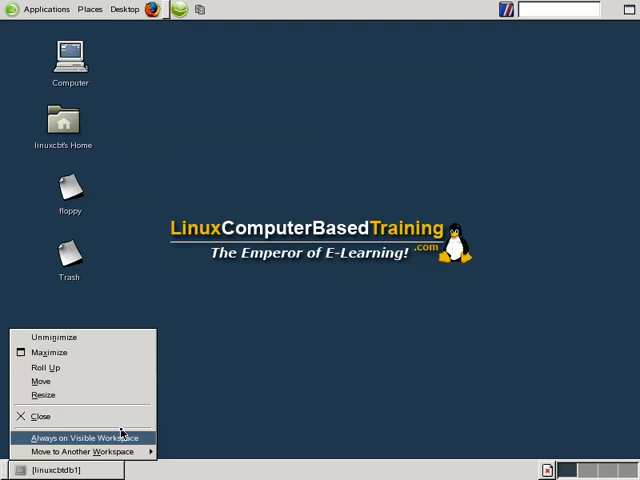 Applications Places Desktop
Computer
linuxcbt's Home
floppy
Trash
LinuxComputerBasedTraining
.com
The Emperor of E-Learning!
Unminimize
Maximize
Roll Up
Move
Resize
Close
Always on Visible Workspace
Move to Another Workspace
[linuxcbtdb1]